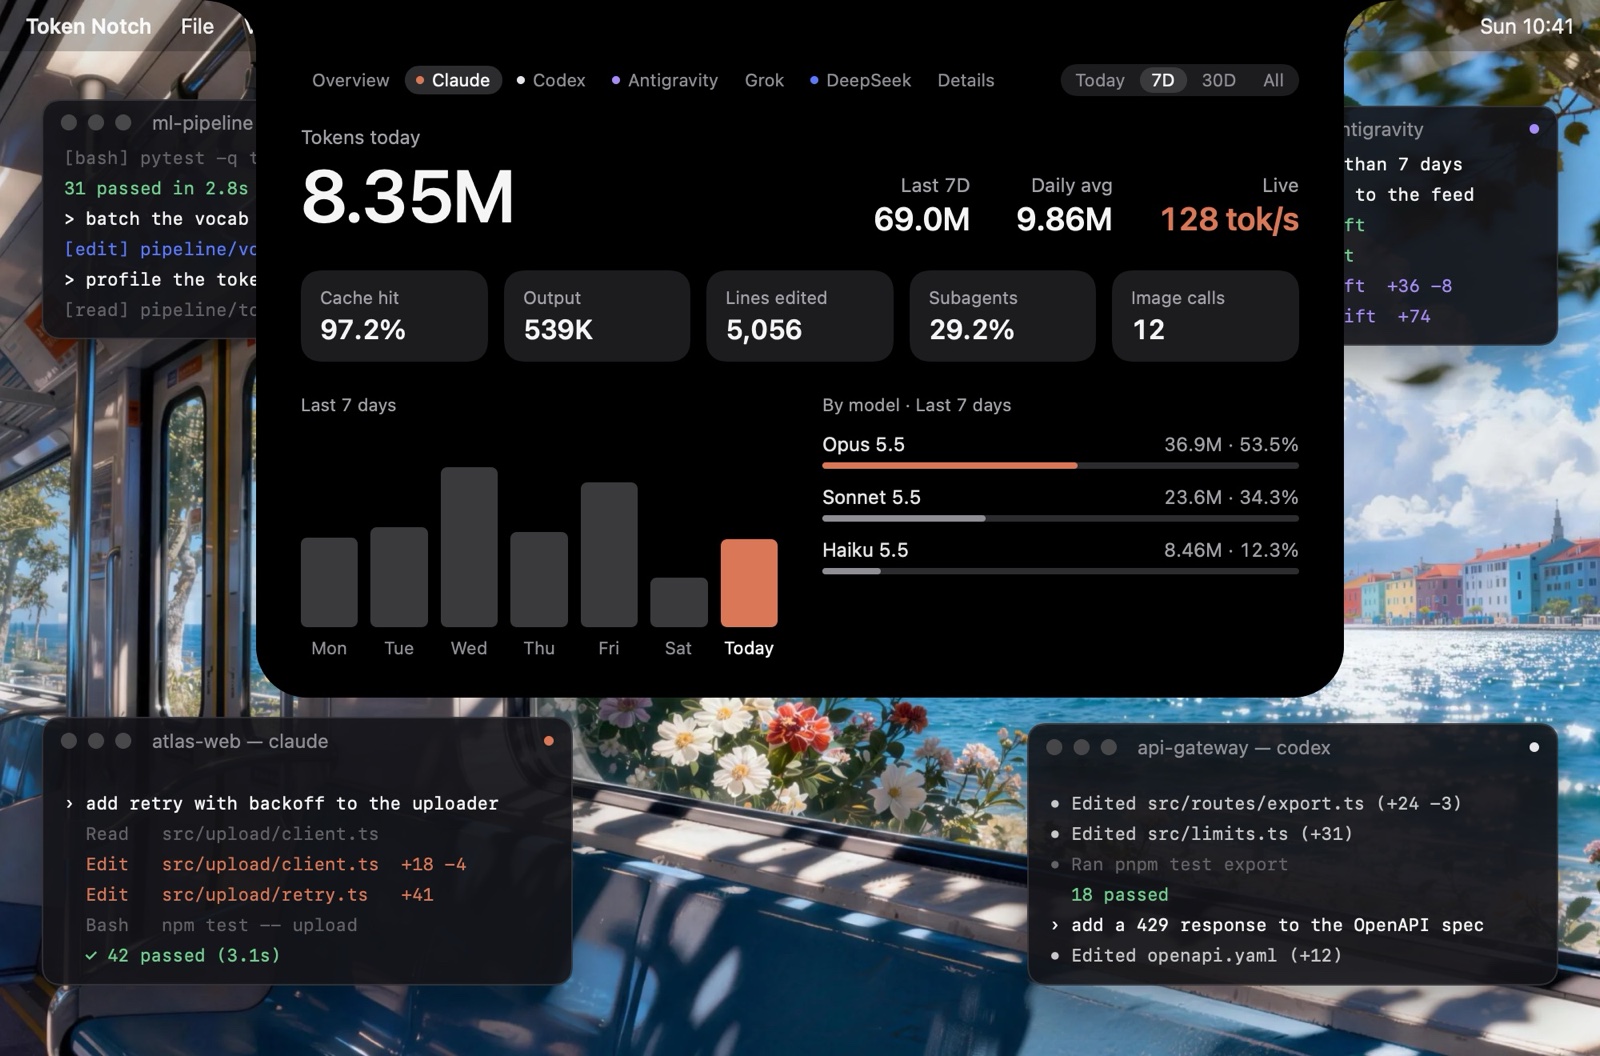 Token Notch File
Sun 10:41
Overview Claude Codex Antigravity Grok DeepSeek Details
Today 7D 30D All
Tokens today
8.35M
Last 7D
69.0M
Daily avg
9.86M
Live
128 tok/s
Cache hit
97.2%
Output
539K
Lines edited
5,056
Subagents
29.2%
Image calls
12
Last 7 days
Mon Tue Wed Thu Fri Sat Today
By model · Last 7 days
Opus 5.5 36.9M · 53.5%
Sonnet 5.5 23.6M · 34.3%
Haiku 5.5 8.46M · 12.3%
ml-pipeline
[bash] pytest −q
31 passed in 2.8s
> batch the vocab
[edit]
> profile the
[read]
than 7 days
to the feed
+36 −8
+74
atlas-web — claude
› add retry with backoff to the uploader
Read src/upload/client.ts
Edit src/upload/client.ts +18 −4
Edit src/upload/retry.ts +41
Bash npm test −− upload
✓ 42 passed (3.1s)
api-gateway — codex
• Edited src/routes/export.ts (+24 −3)
• Edited src/limits.ts (+31)
• Ran pnpm test export
18 passed
› add a 429 response to the OpenAPI spec
• Edited openapi.yaml (+12)